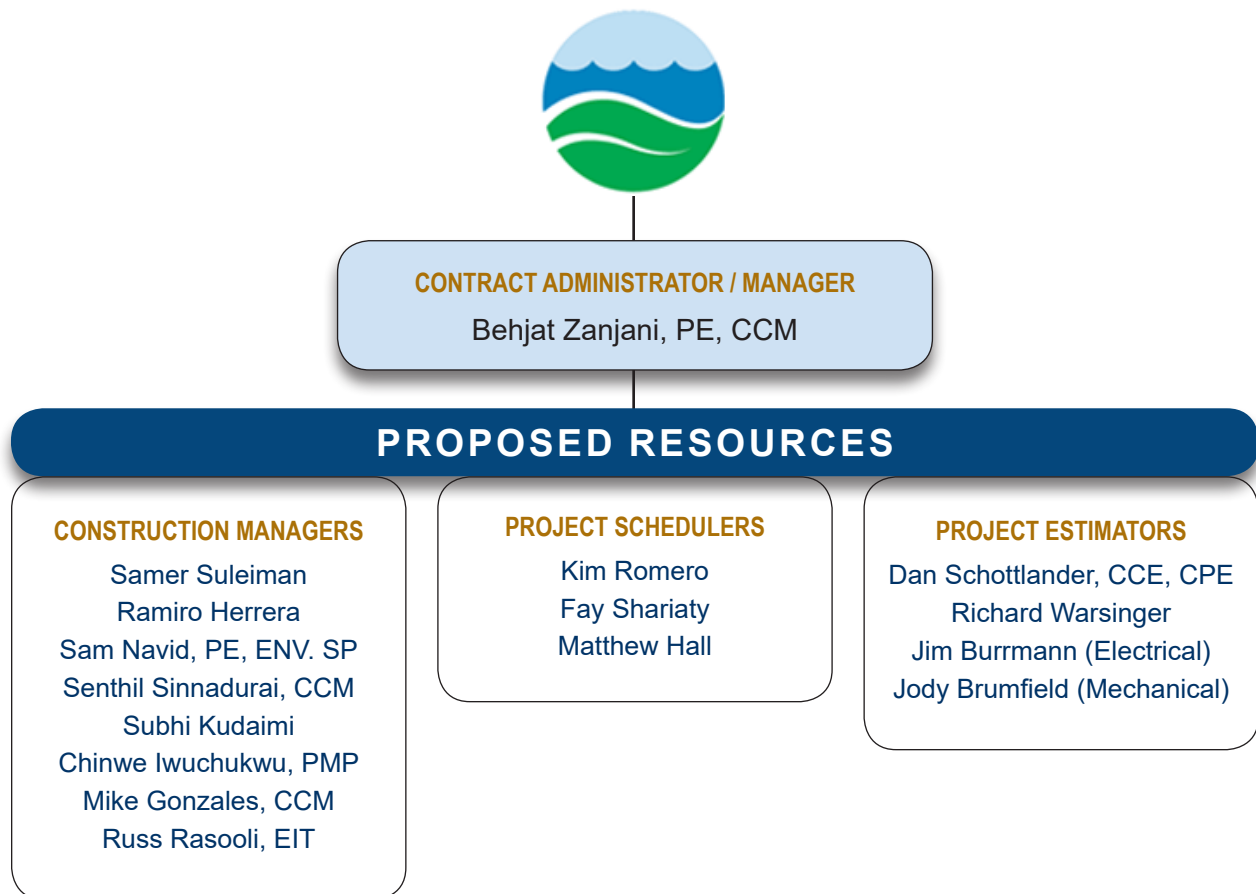 CONTRACT ADMINISTRATOR / MANAGER
Behjat Zanjani, PE, CCM
PROPOSED RESOURCES
CONSTRUCTION MANAGERS
Samer Suleiman
Ramiro Herrera
Sam Navid, PE, ENV. SP
Senthil Sinnadurai, CCM
Subhi Kudaimi
Chinwe Iwuchukwu, PMP
Mike Gonzales, CCM
Russ Rasooli, EIT
PROJECT SCHEDULERS
Kim Romero
Fay Shariaty
Matthew Hall
PROJECT ESTIMATORS
Dan Schottlander, CCE, CPE
Richard Warsinger
Jim Burrmann (Electrical)
Jody Brumfield (Mechanical)